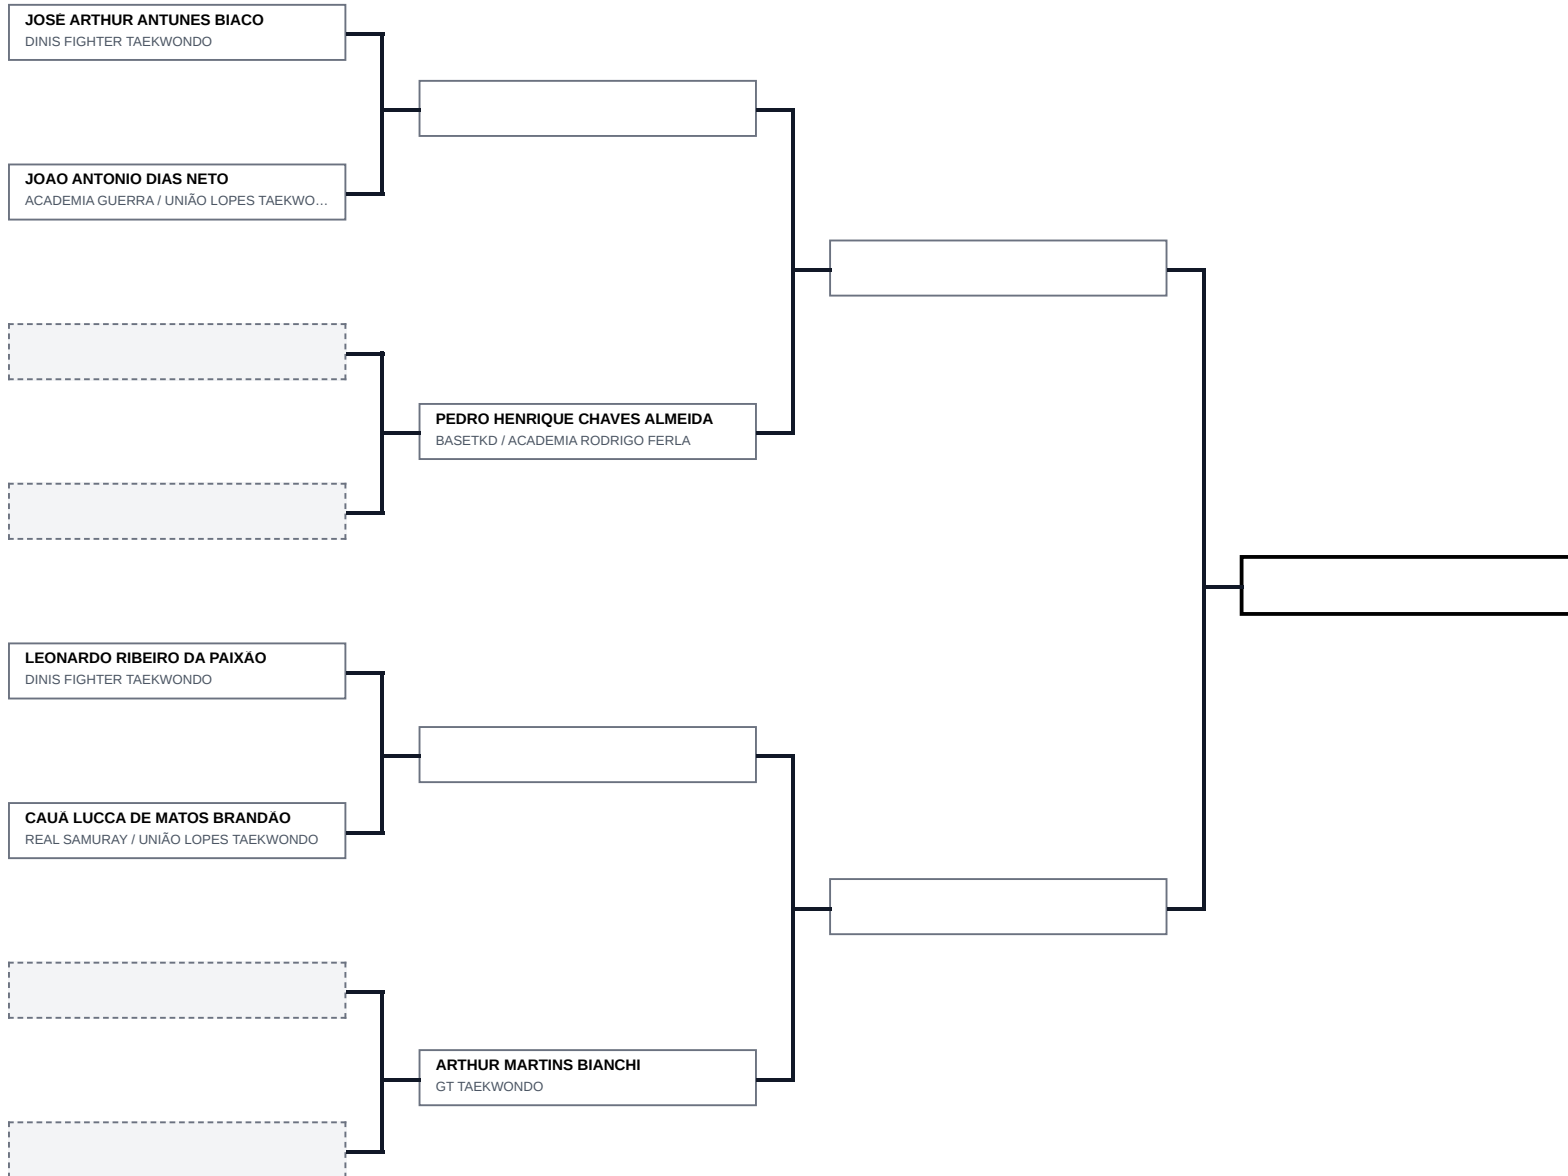 JOSÉ ARTHUR ANTUNES BIACO
DINIS FIGHTER TAEKWONDO
JOAO ANTONIO DIAS NETO
ACADEMIA GUERRA / UNIÃO LOPES TAEKWO...
PEDRO HENRIQUE CHAVES ALMEIDA
BASETKD / ACADEMIA RODRIGO FERLA
LEONARDO RIBEIRO DA PAIXÃO
DINIS FIGHTER TAEKWONDO
CAUÃ LUCCA DE MATOS BRANDÃO
REAL SAMURAY / UNIÃO LOPES TAEKWONDO
ARTHUR MARTINS BIANCHI
GT TAEKWONDO